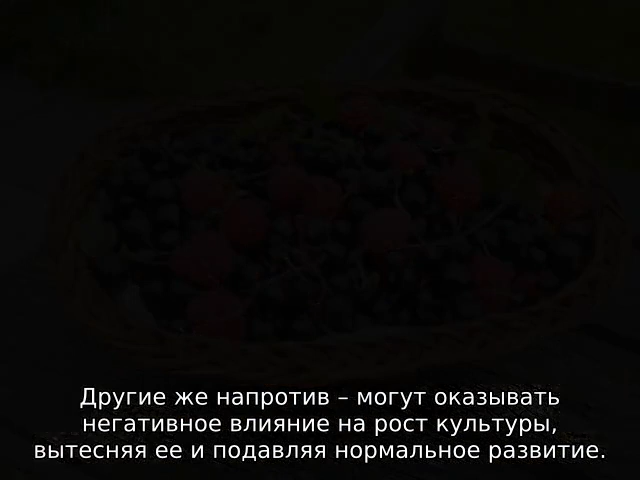 Другие же напротив – могут оказывать
негативное влияние на рост культуры,
вытесняя ее и подавляя нормальное развитие.